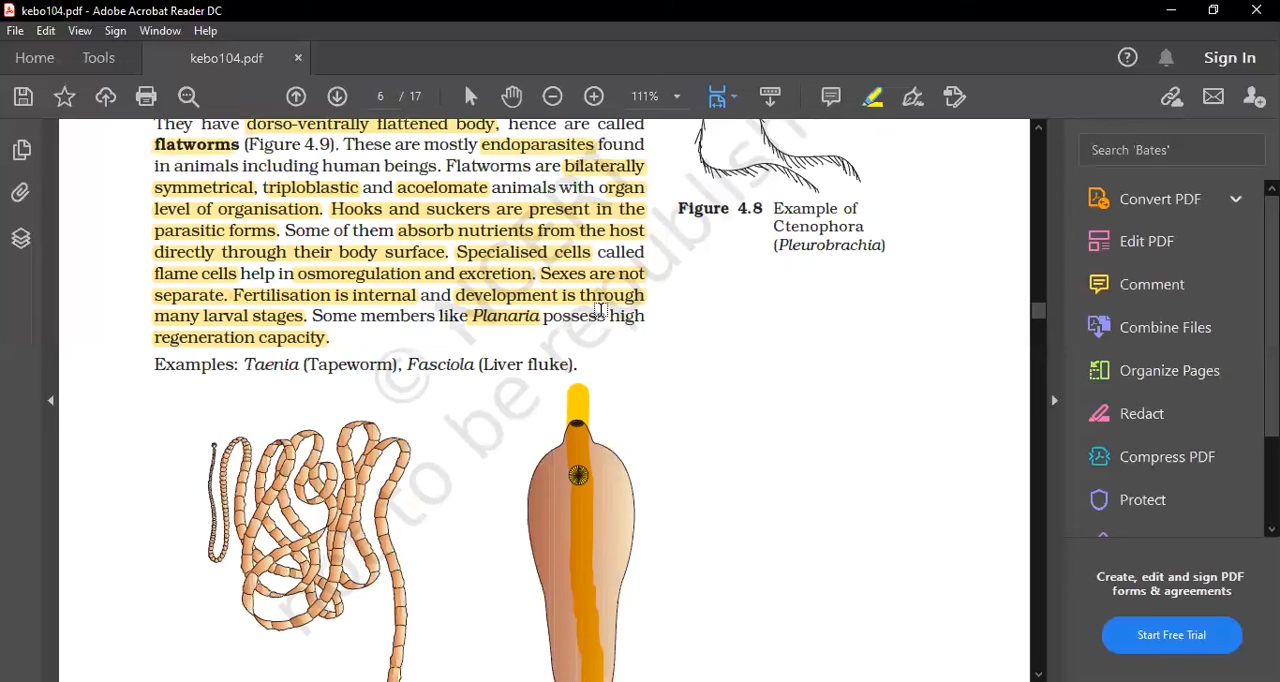 kebo104.pdf - Adobe Acrobat Reader DC
File Edit View Sign Window Help
Home Tools kebo104.pdf × Sign In
6 / 17 111%
They have dorso-ventrally flattened body, hence are called
flatworms (Figure 4.9). These are mostly endoparasites found
in animals including human beings. Flatworms are bilaterally
symmetrical, triploblastic and acoelomate animals with organ
level of organisation. Hooks and suckers are present in the
parasitic forms. Some of them absorb nutrients from the host
directly through their body surface. Specialised cells called
flame cells help in osmoregulation and excretion. Sexes are not
separate. Fertilisation is internal and development is through
many larval stages. Some members like Planaria possess high
regeneration capacity.
Examples: Taenia (Tapeworm), Fasciola (Liver fluke).
Figure 4.8 Example of
Ctenophora
(Pleurobrachia)
© NCERT
not to be republish
Search 'Bates'
Convert PDF
Edit PDF
Comment
Combine Files
Organize Pages
Redact
Compress PDF
Protect
Create, edit and sign PDF
forms & agreements
Start Free Trial